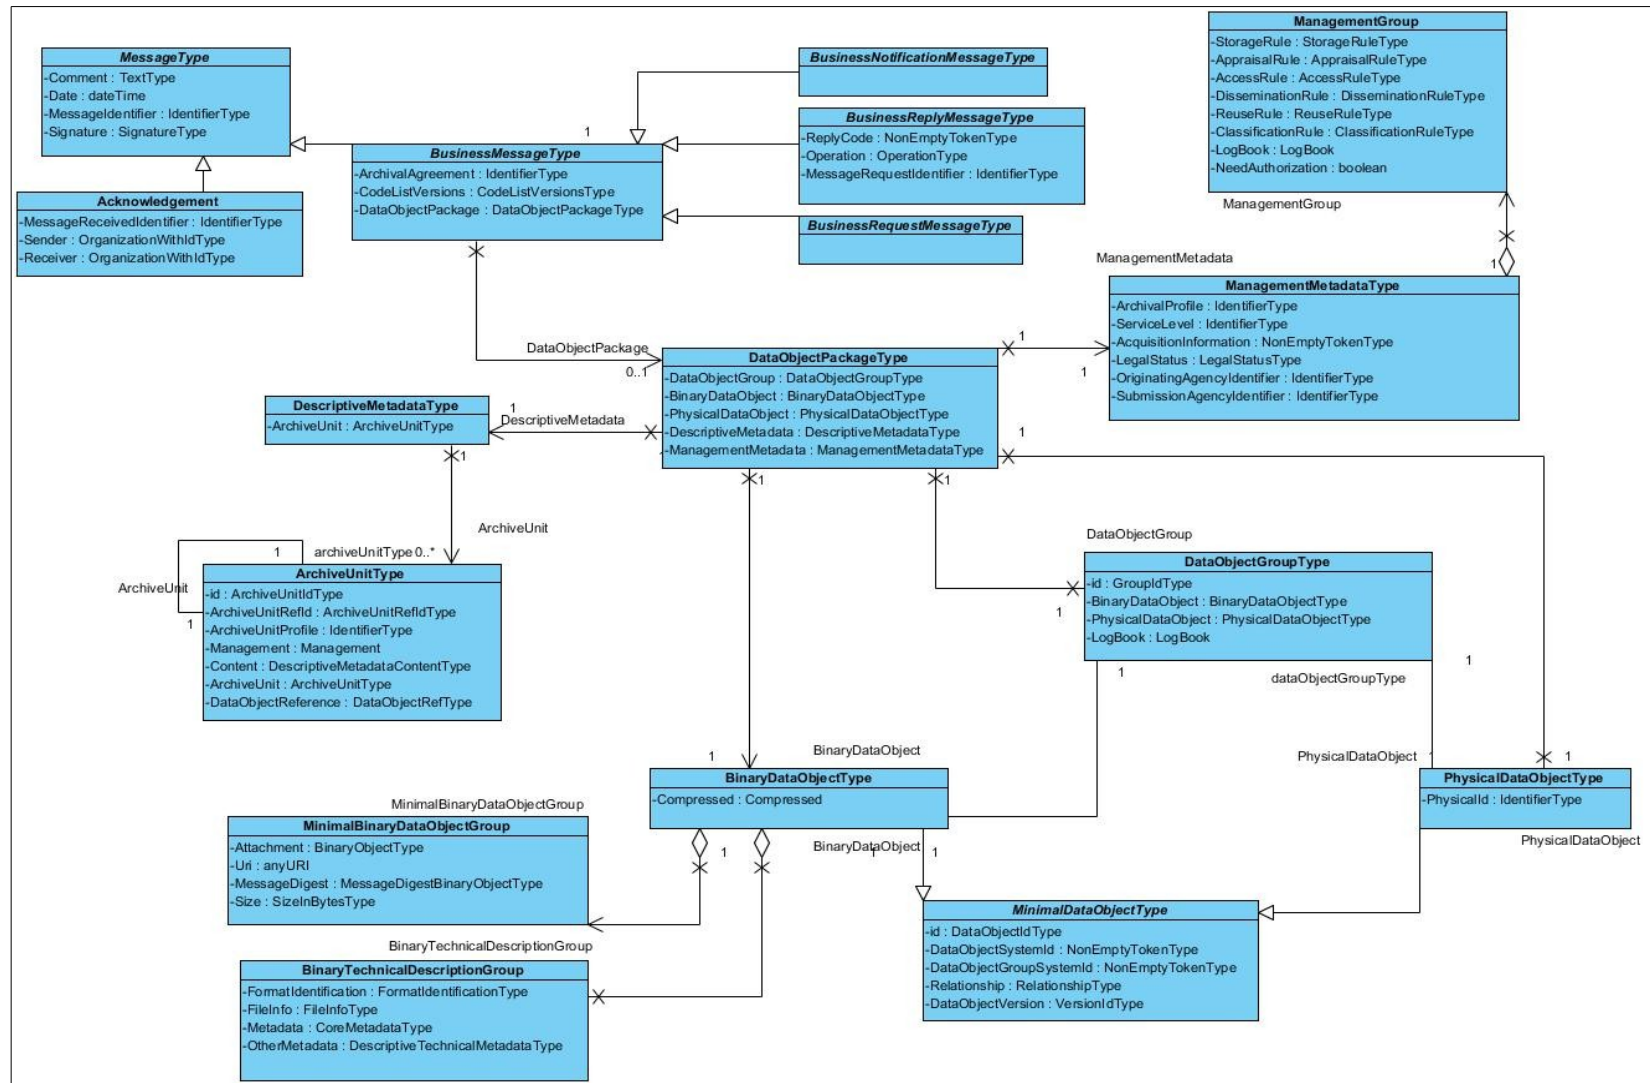 MessageType
-Comment : TextType
-Date : dateTime
-MessageIdentifier : IdentifierType
-Signature : SignatureType
Acknowledgement
-MessageReceivedIdentifier : IdentifierType
-Sender : OrganizationWithIdType
-Receiver : OrganizationWithIdType
1
BusinessMessageType
-ArchivalAgreement : IdentifierType
-CodeListVersions : CodeListVersionsType
-DataObjectPackage : DataObjectPackageType
BusinessNotificationMessageType
BusinessReplyMessageType
-ReplyCode : NonEmptyTokenType
-Operation : OperationType
-MessageRequestIdentifier : IdentifierType
BusinessRequestMessageType
ManagementGroup
-StorageRule : StorageRuleType
-AppraisalRule : AppraisalRuleType
-AccessRule : AccessRuleType
-DisseminationRule : DisseminationRuleType
-ReuseRule : ReuseRuleType
-ClassificationRule : ClassificationRuleType
-LogBook : LogBook
-NeedAuthorization : boolean
ManagementGroup
ManagementMetadata
1
ManagementMetadataType
-ArchivalProfile : IdentifierType
-ServiceLevel : IdentifierType
-AcquisitionInformation : NonEmptyTokenType
-LegalStatus : LegalStatusType
-OriginatingAgencyIdentifier : IdentifierType
-SubmissionAgencyIdentifier : IdentifierType
1
1
DataObjectPackage
0..1
DataObjectPackageType
-DataObjectGroup : DataObjectGroupType
-BinaryDataObject : BinaryDataObjectType
-PhysicalDataObject : PhysicalDataObjectType
-DescriptiveMetadata : DescriptiveMetadataType
-ManagementMetadata : ManagementMetadataType
1
1
1
DescriptiveMetadataType
-ArchiveUnit : ArchiveUnitType
1
DescriptiveMetadata
1
ArchiveUnit
1
archiveUnitType 0..*
ArchiveUnit
1
ArchiveUnitType
-id : ArchiveUnitIdType
-ArchiveUnitRefId : ArchiveUnitRefIdType
-ArchiveUnitProfile : IdentifierType
-Management : Management
-Content : DescriptiveMetadataContentType
-ArchiveUnit : ArchiveUnitType
-DataObjectReference : DataObjectRefType
DataObjectGroup
1
DataObjectGroupType
-id : GroupIdType
-BinaryDataObject : BinaryDataObjectType
-PhysicalDataObject : PhysicalDataObjectType
-LogBook : LogBook
1
1
dataObjectGroupType
1
BinaryDataObject
BinaryDataObjectType
-Compressed : Compressed
PhysicalDataObject
1
PhysicalDataObjectType
-PhysicalId : IdentifierType
PhysicalDataObject
MinimalBinaryDataObjectGroup
MinimalBinaryDataObjectGroup
-Attachment : BinaryObjectType
-Uri : anyURI
-MessageDigest : MessageDigestBinaryObjectType
-Size : SizeInBytesType
1
BinaryDataObject
1
1
BinaryTechnicalDescriptionGroup
BinaryTechnicalDescriptionGroup
-FormatIdentification : FormatIdentificationType
-FileInfo : FileInfoType
-Metadata : CoreMetadataType
-OtherMetadata : DescriptiveTechnicalMetadataType
MinimalDataObjectType
-id : DataObjectIdType
-DataObjectSystemId : NonEmptyTokenType
-DataObjectGroupSystemId : NonEmptyTokenType
-Relationship : RelationshipType
-DataObjectVersion : VersionIdType